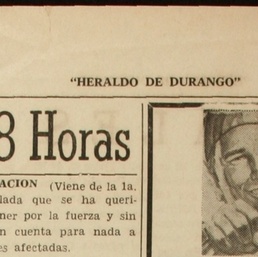 "HERALDO DE DURANGO"
8 Horas
ACION (Viene de la 1a.
lada que se ha queri-
ner por la fuerza y sin
n cuenta para nada a
es afectadas.